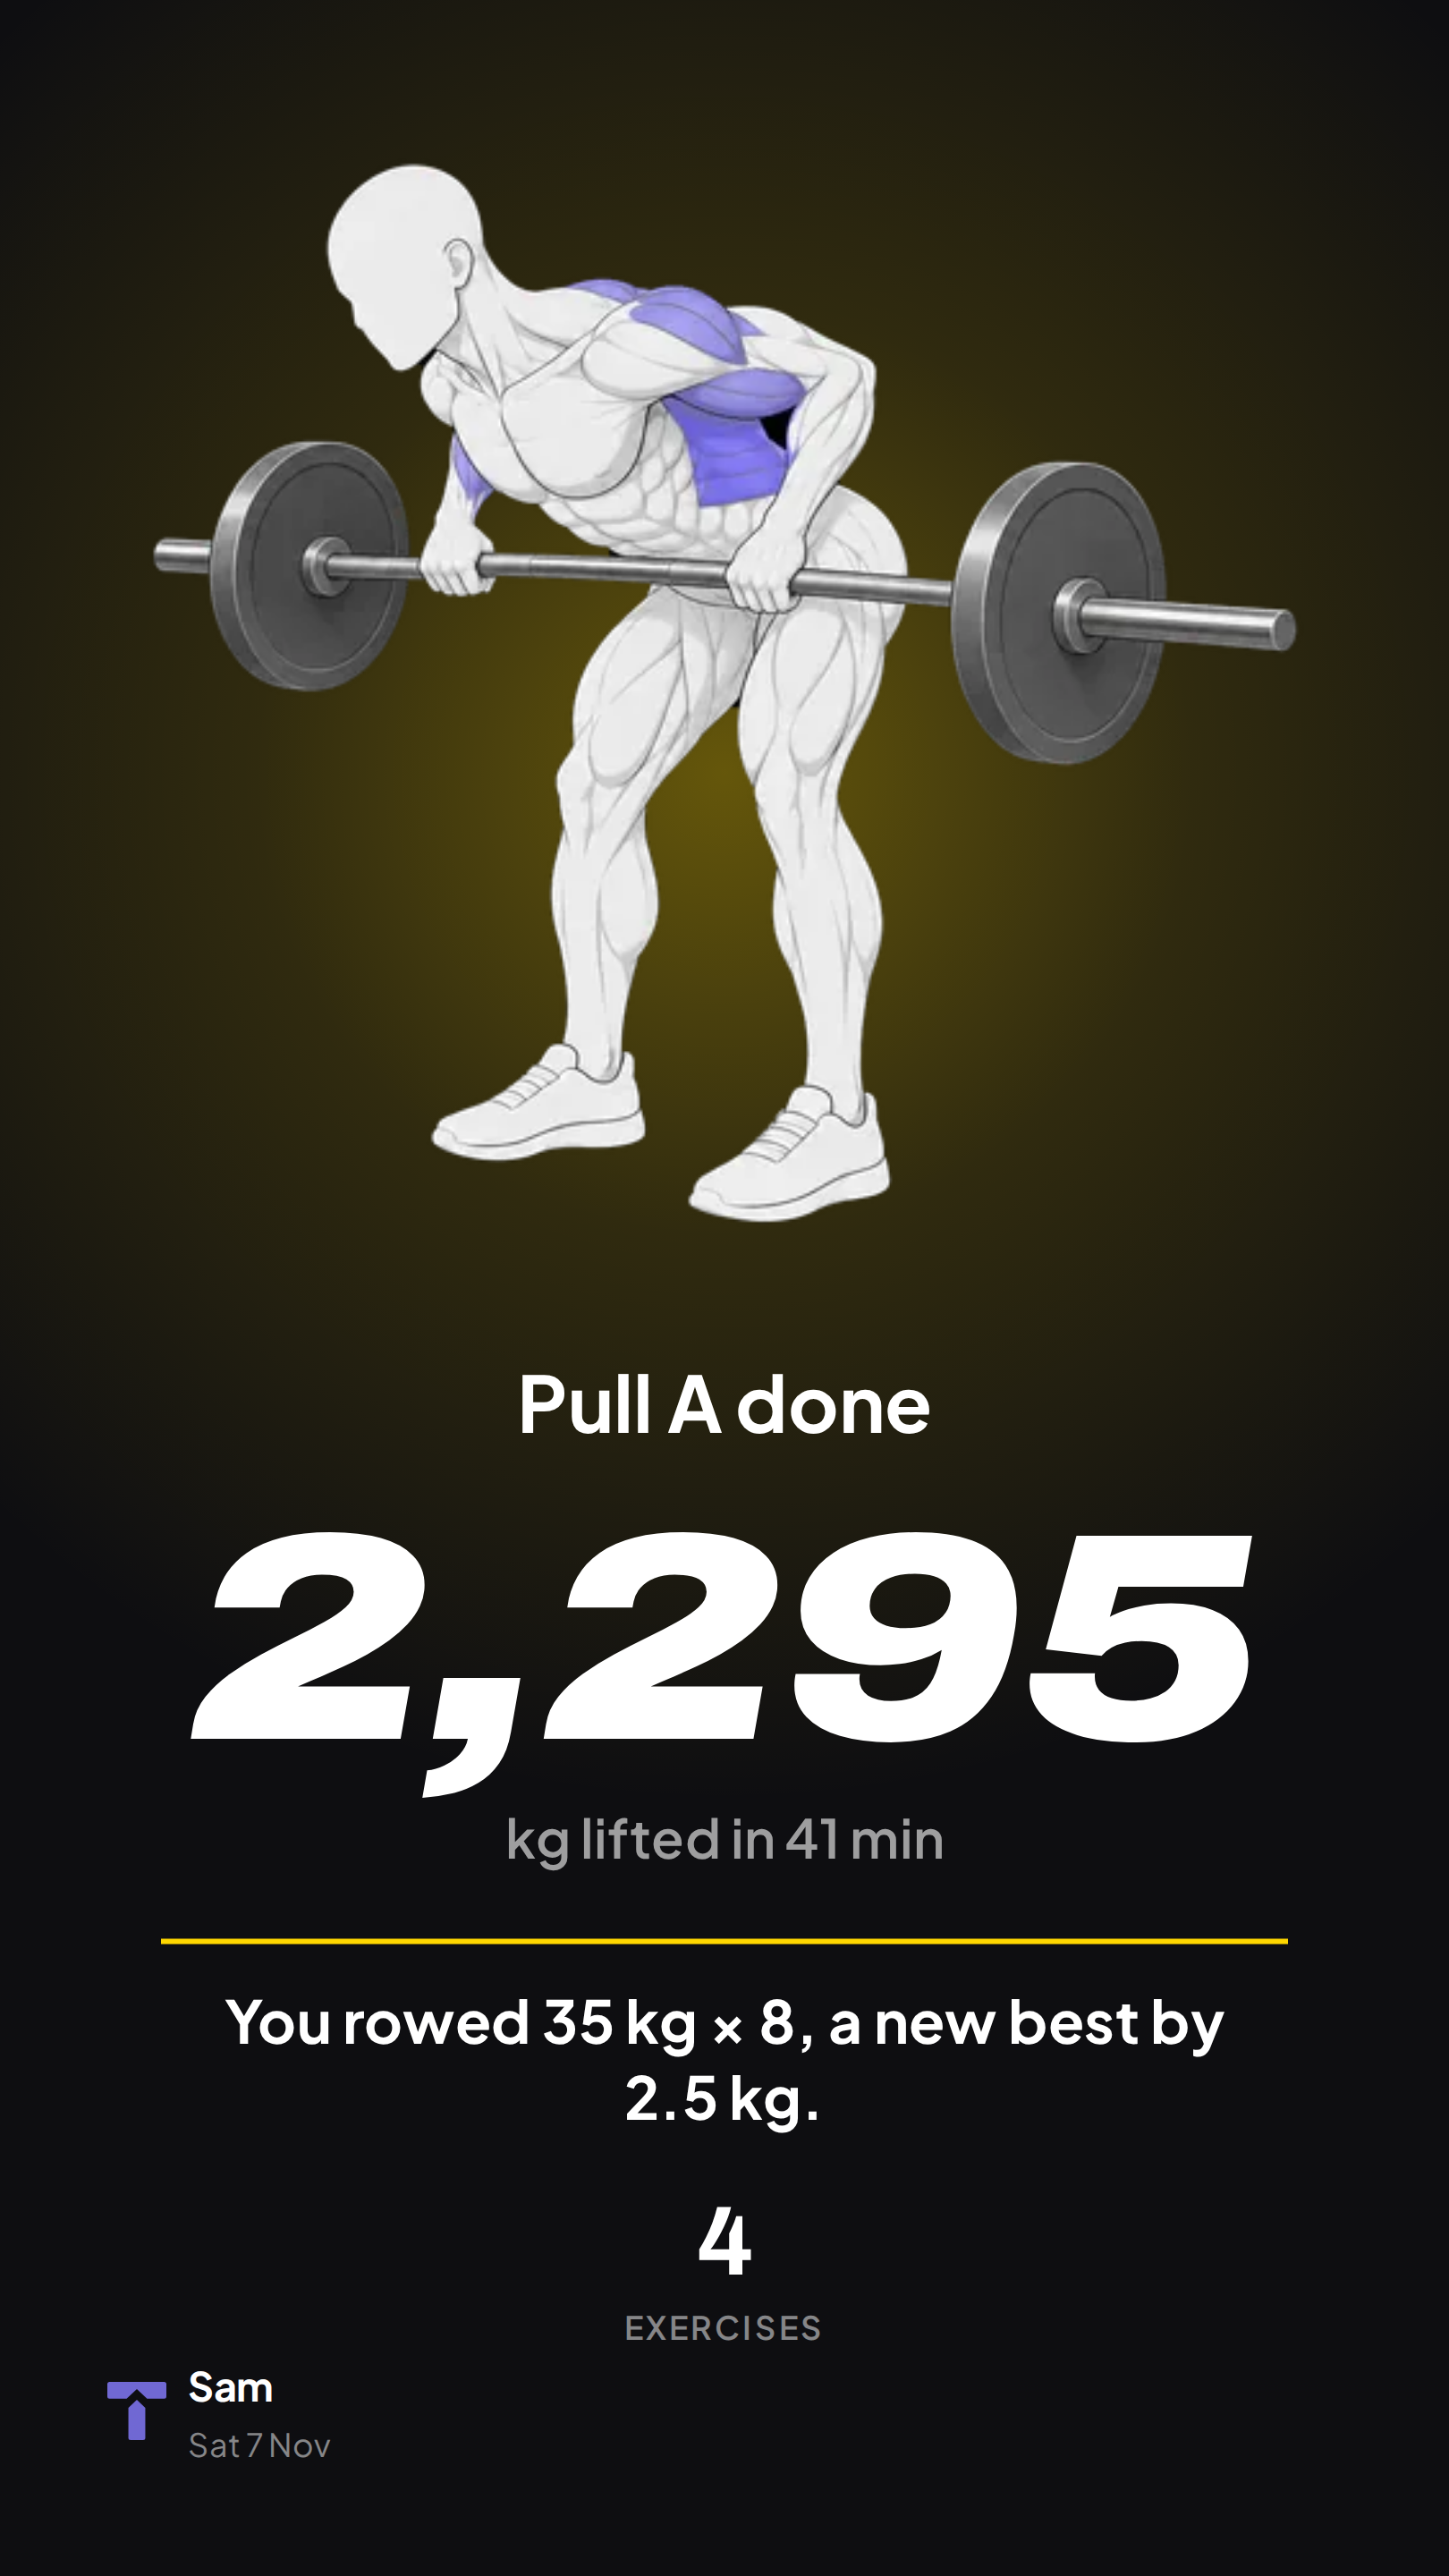 Pull A done
2,295
kg lifted in 41 min
You rowed 35 kg × 8, a new best by
2.5 kg.
4
EXERCISES
Sam
Sat 7 Nov